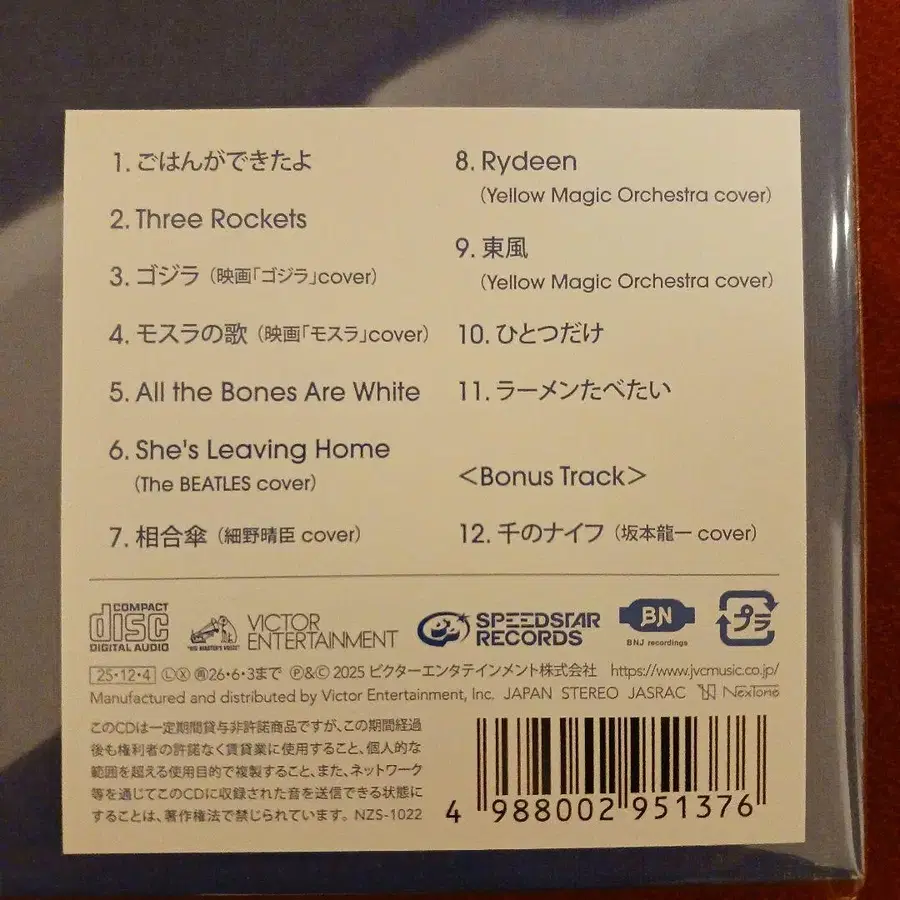 1. ごはんができたよ
2. Three Rockets
3. ゴジラ（映画「ゴジラ」cover）
4. モスラの歌（映画「モスラ」cover）
5. All the Bones Are White
6. She's Leaving Home
(The BEATLES cover)
7. 相合傘（細野晴臣 cover）
8. Rydeen
(Yellow Magic Orchestra cover)
9. 東風
(Yellow Magic Orchestra cover)
10. ひとつだけ
11. ラーメンたべたい
<Bonus Track>
12. 千のナイフ（坂本龍一 cover）
COMPACT
disc
DIGITAL AUDIO
"HIS MASTER'S VOICE"
VICTOR
ENTERTAINMENT
SPEEDSTAR
RECORDS
BN
BNJ recordings
プラ
25・12・4 Ⓛ Ⓧ 26・6・3まで Ⓟ&Ⓒ 2025 ビクターエンタテインメント株式会社 https://www.jvcmusic.co.jp/
Manufactured and distributed by Victor Entertainment, Inc. JAPAN STEREO JASRAC NexTone
このCDは一定期間貸与非許諾商品ですが、この期間経過
後も権利者の許諾なく賃貸業に使用すること、個人的な
範囲を超える使用目的で複製すること、また、ネットワーク
等を通じてこのCDに収録された音を送信できる状態に
することは、著作権法で禁じられています。 NZS-1022
4 988002 951376